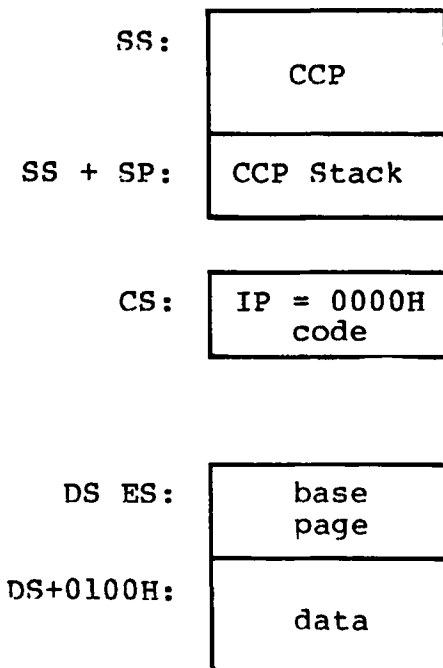 SS:
CCP
SS + SP: CCP Stack
CS: IP = 0000H
code
DS ES: base
page
DS+0100H:
data